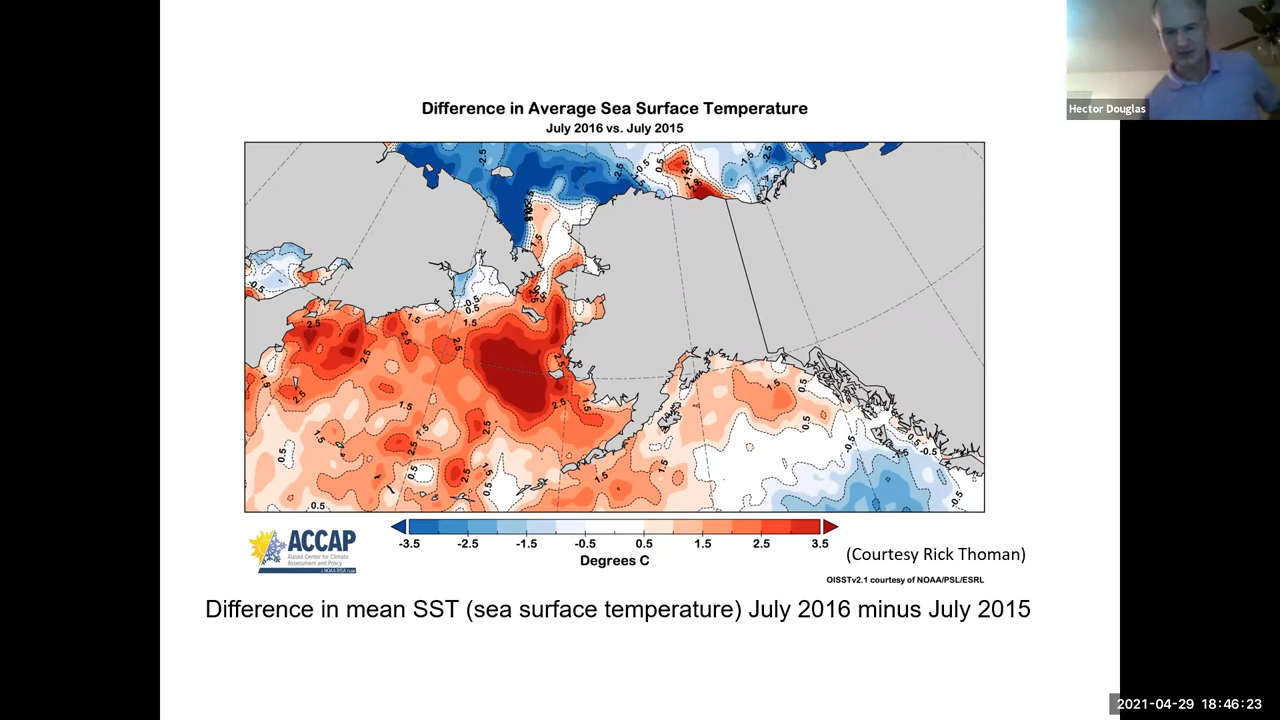 Hector Douglas
Difference in Average Sea Surface Temperature
July 2016 vs. July 2015
-3.5 -2.5 -1.5 -0.5 0.5 1.5 2.5 3.5
Degrees C
ACCAP
Alaska Center for Climate
Assessment and Policy
A NOAA RISA TEAM
(Courtesy Rick Thoman)
OISSTv2.1 courtesy of NOAA/PSL/ESRL
Difference in mean SST (sea surface temperature) July 2016 minus July 2015
2021-04-29 18:46:23